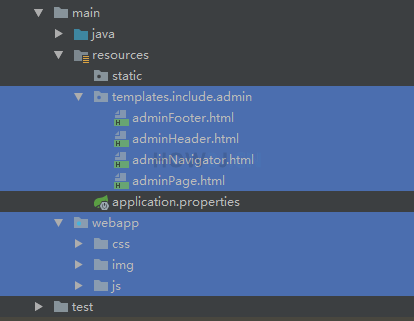 main
java
resources
static
templates.include.admin
adminFooter.html
adminHeader.html
adminNavigator.html
adminPage.html
application.properties
webapp
css
img
js
test